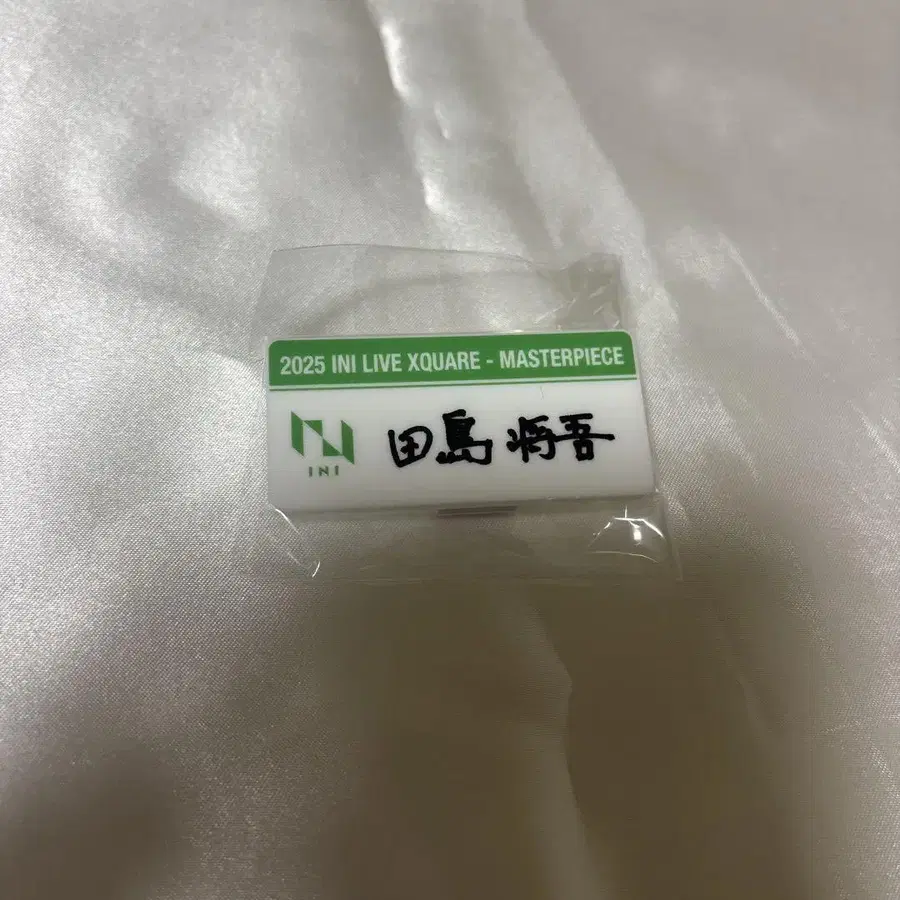 2025 INI LIVE XQUARE - MASTERPIECE
INI
田島 将吾